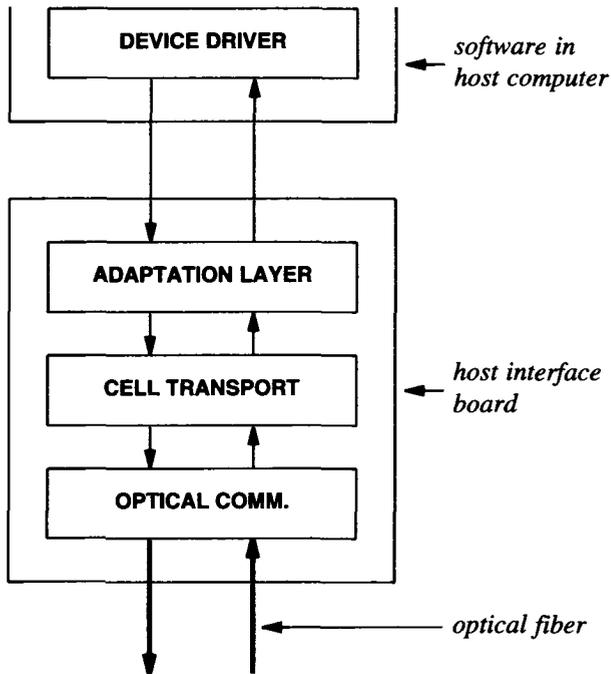 DEVICE DRIVER
software in
host computer
ADAPTATION LAYER
CELL TRANSPORT
host interface
board
OPTICAL COMM.
optical fiber